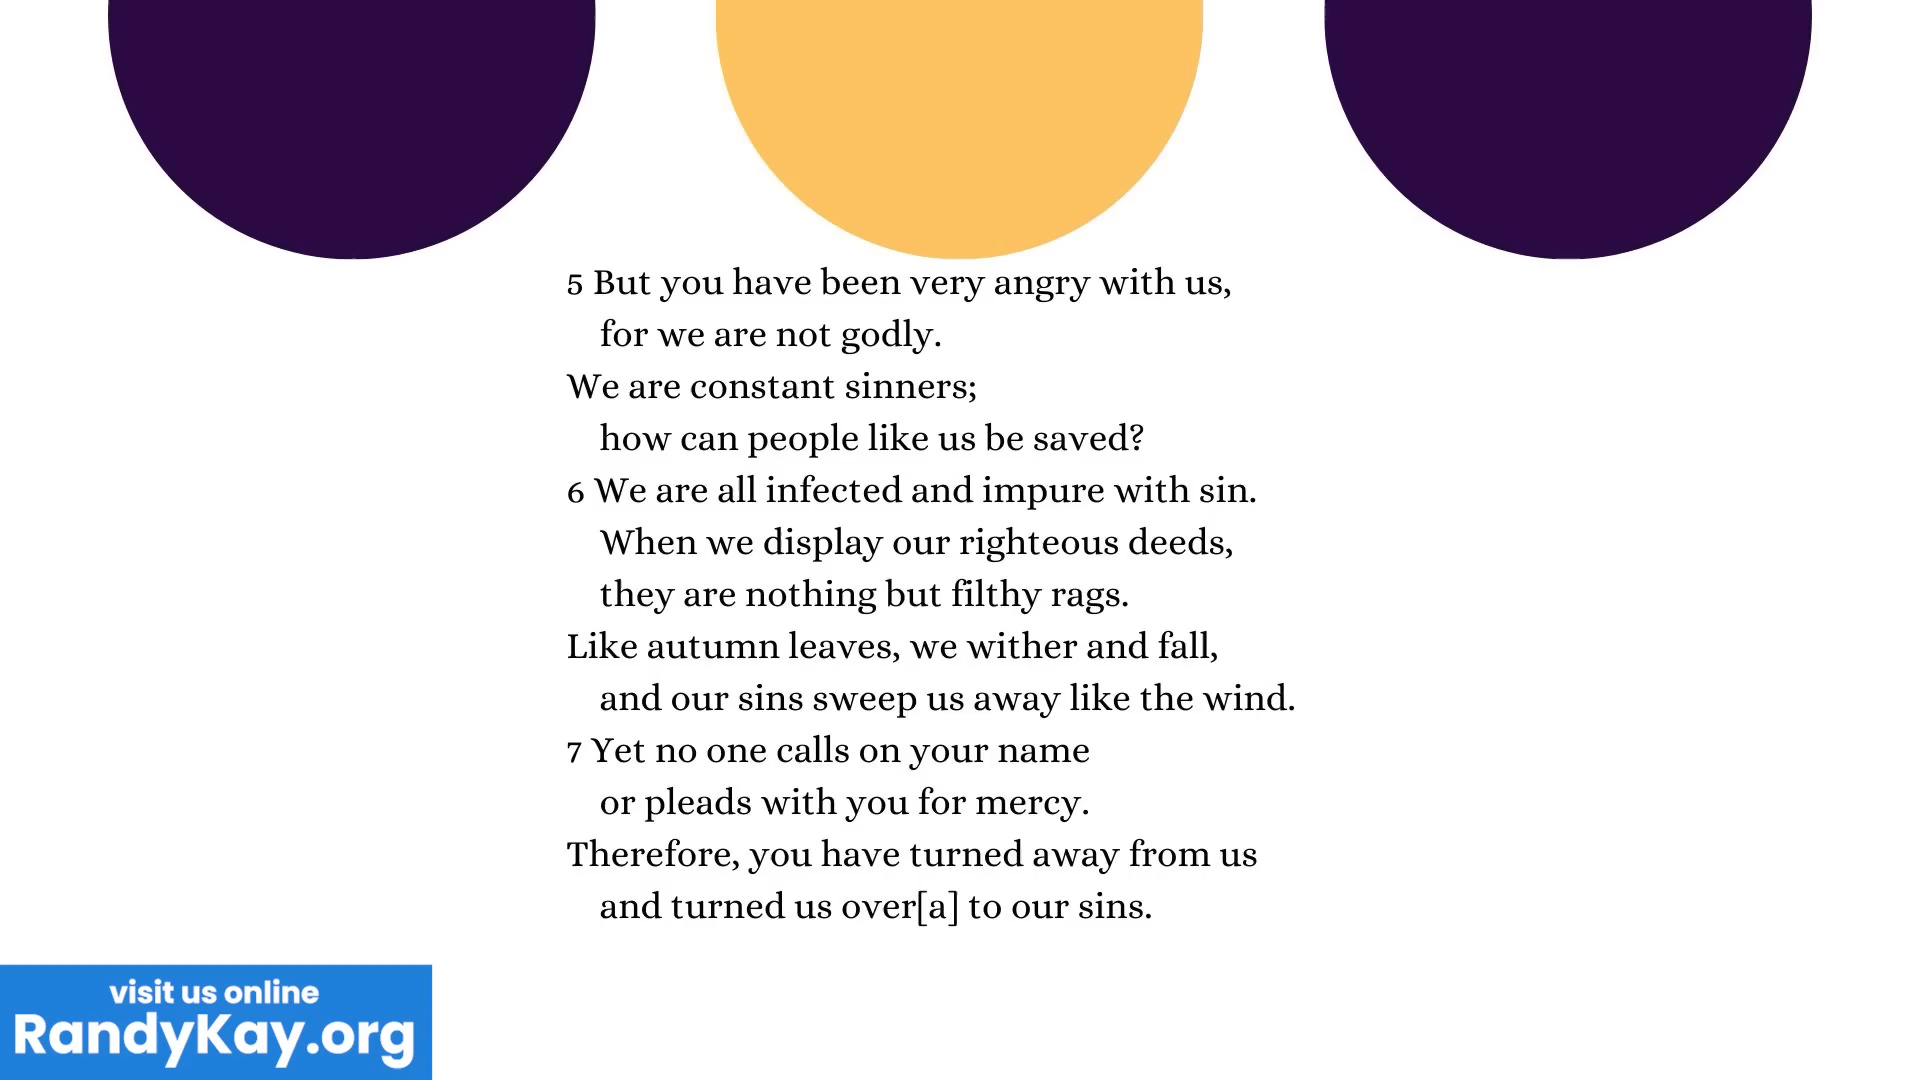 5 But you have been very angry with us,
for we are not godly.
We are constant sinners;
how can people like us be saved?
6 We are all infected and impure with sin.
When we display our righteous deeds,
they are nothing but filthy rags.
Like autumn leaves, we wither and fall,
and our sins sweep us away like the wind.
7 Yet no one calls on your name
or pleads with you for mercy.
Therefore, you have turned away from us
and turned us over[a] to our sins.
visit us online
RandyKay.org